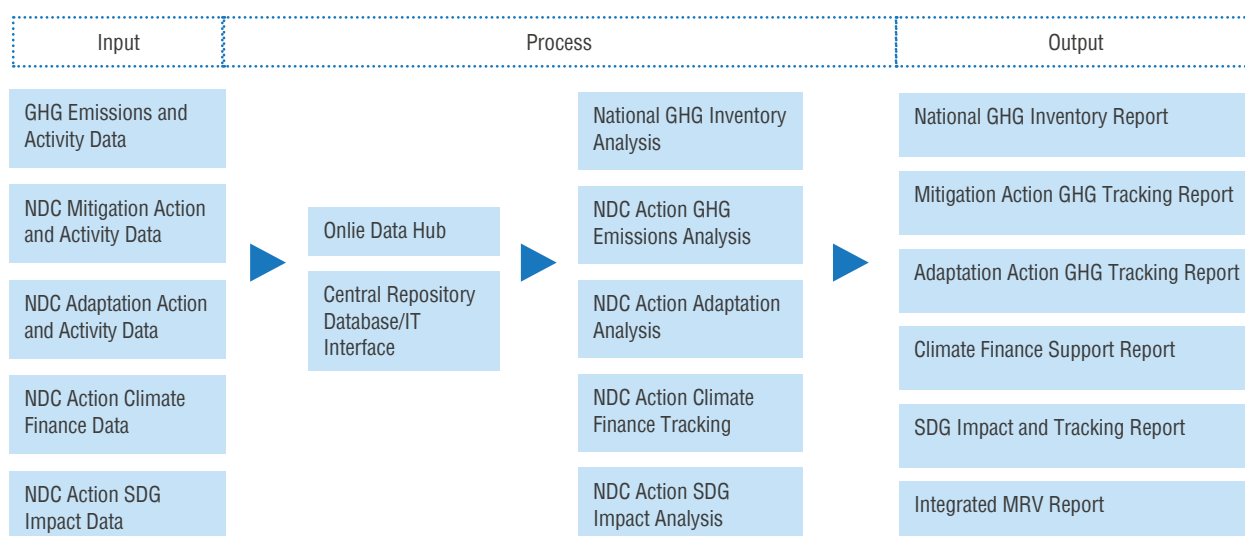 Input
Process
Output
GHG Emissions and
Activity Data
NDC Mitigation Action
and Activity Data
NDC Adaptation Action
and Activity Data
NDC Action Climate
Finance Data
NDC Action SDG
Impact Data
Onlie Data Hub
Central Repository
Database/IT
Interface
National GHG Inventory
Analysis
NDC Action GHG
Emissions Analysis
NDC Action Adaptation
Analysis
NDC Action Climate
Finance Tracking
NDC Action SDG
Impact Analysis
National GHG Inventory Report
Mitigation Action GHG Tracking Report
Adaptation Action GHG Tracking Report
Climate Finance Support Report
SDG Impact and Tracking Report
Integrated MRV Report